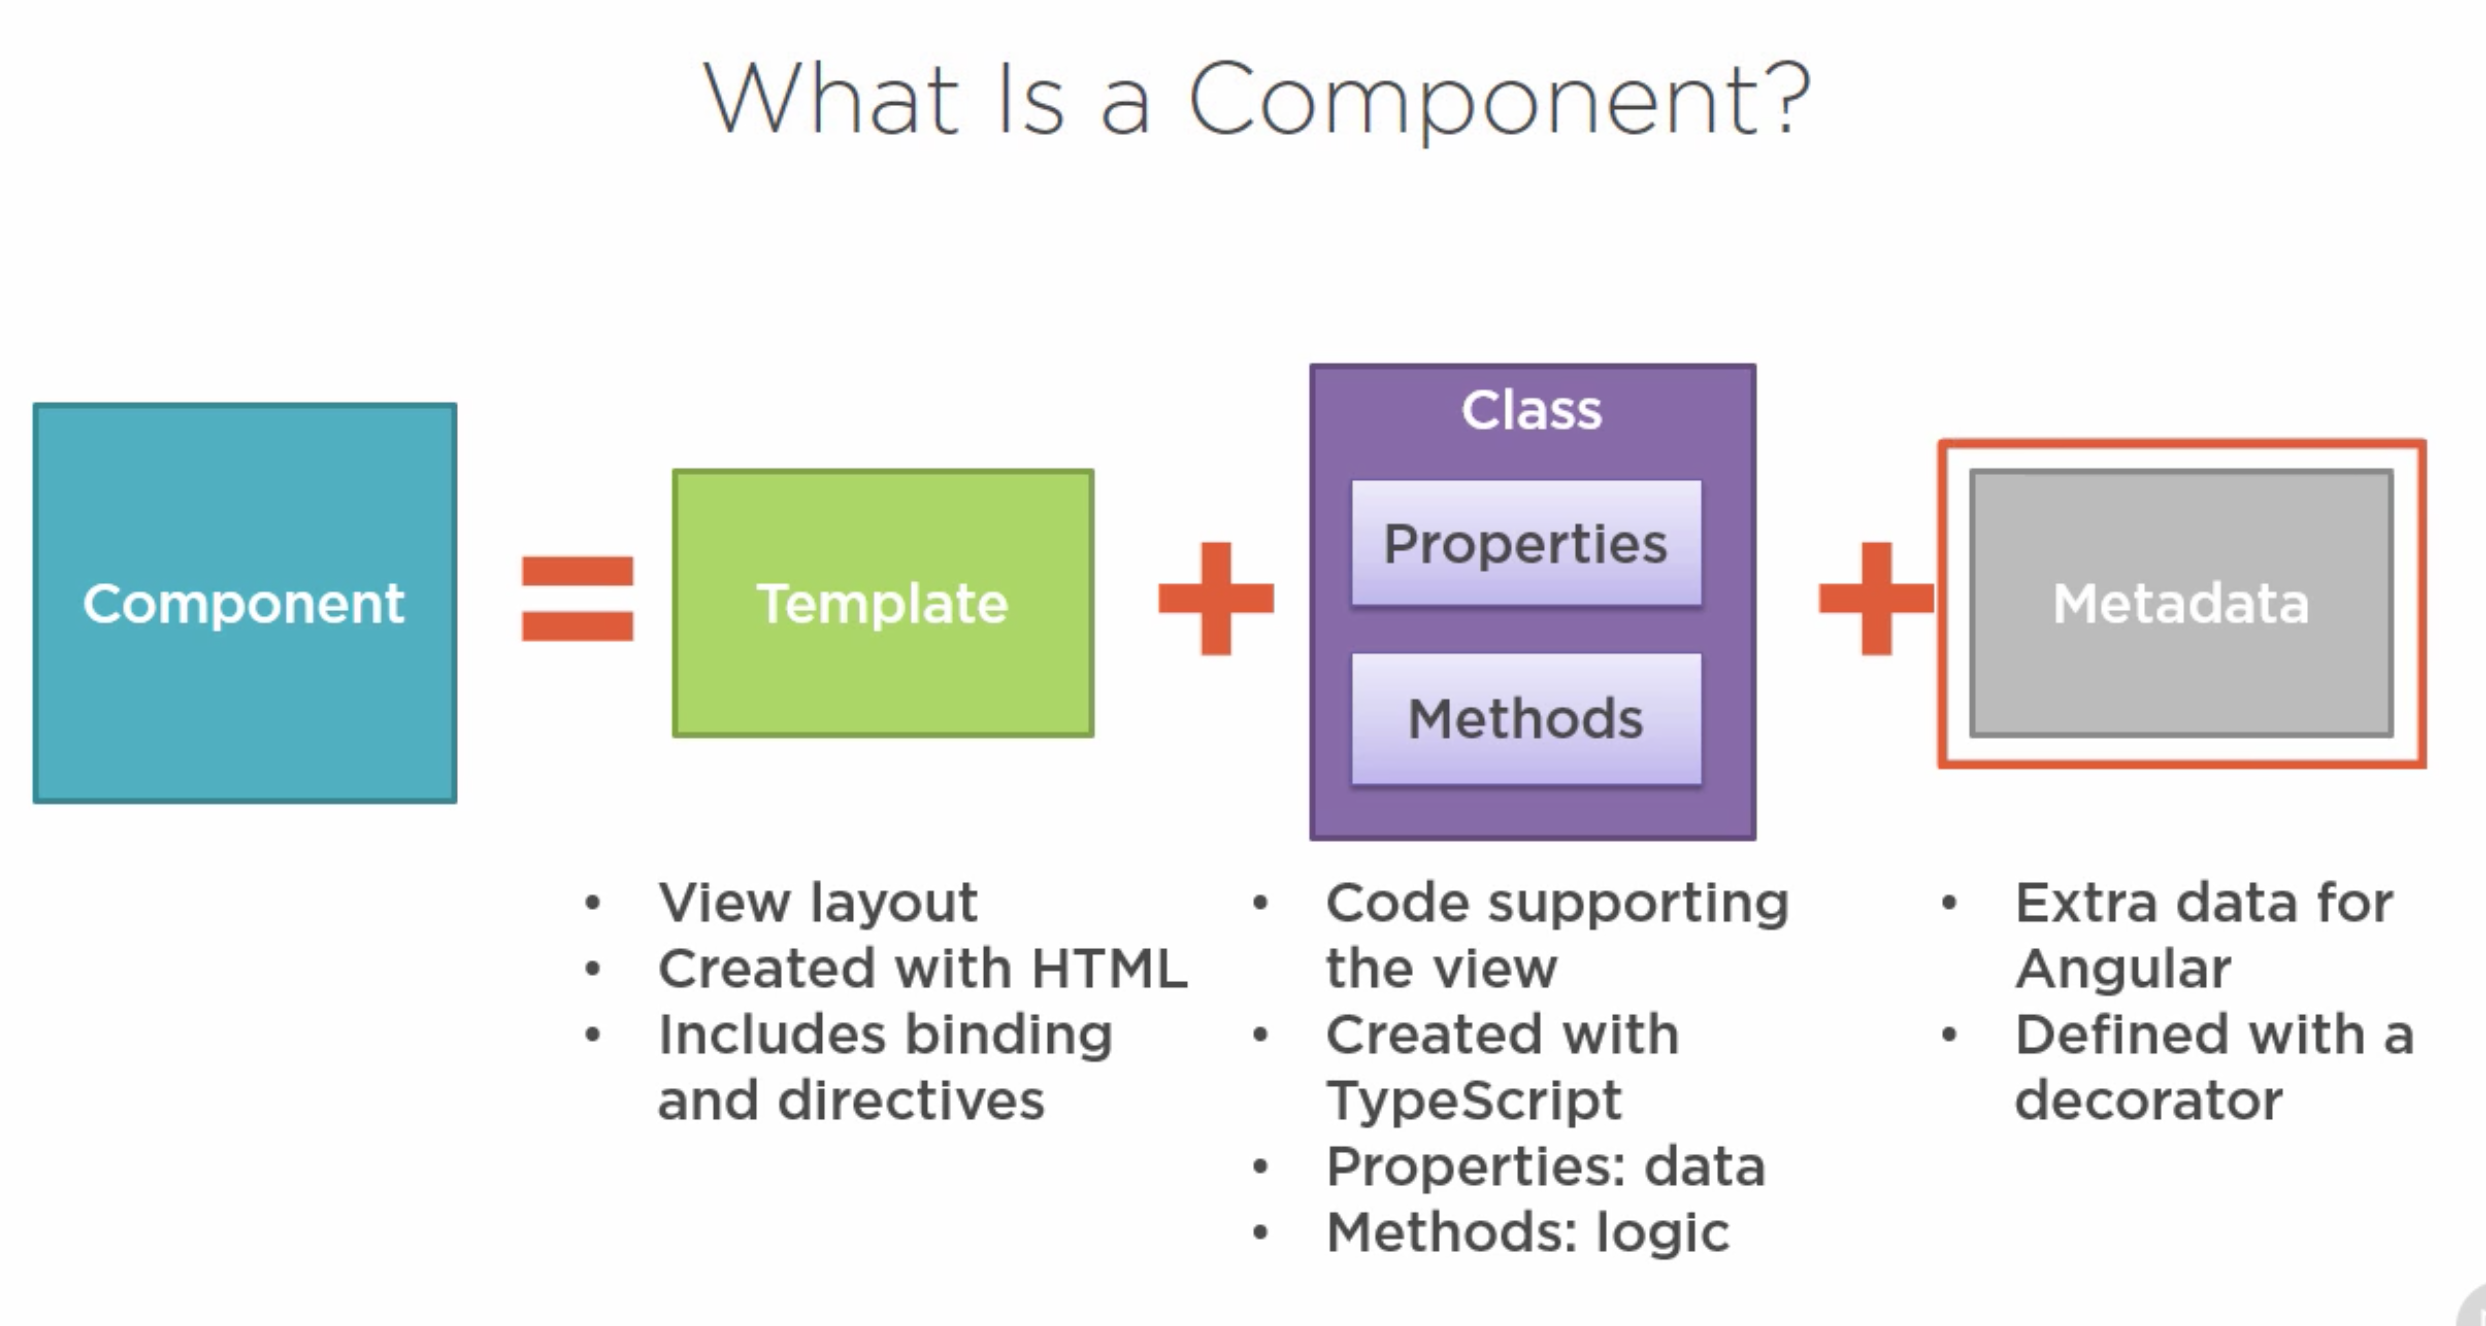 What Is a Component?
Component
Template
Class
Properties
Methods
Metadata
• View layout
• Created with HTML
• Includes binding
and directives
• Code supporting
the view
• Created with
TypeScript
• Properties: data
• Methods: logic
• Extra data for
Angular
• Defined with a
decorator